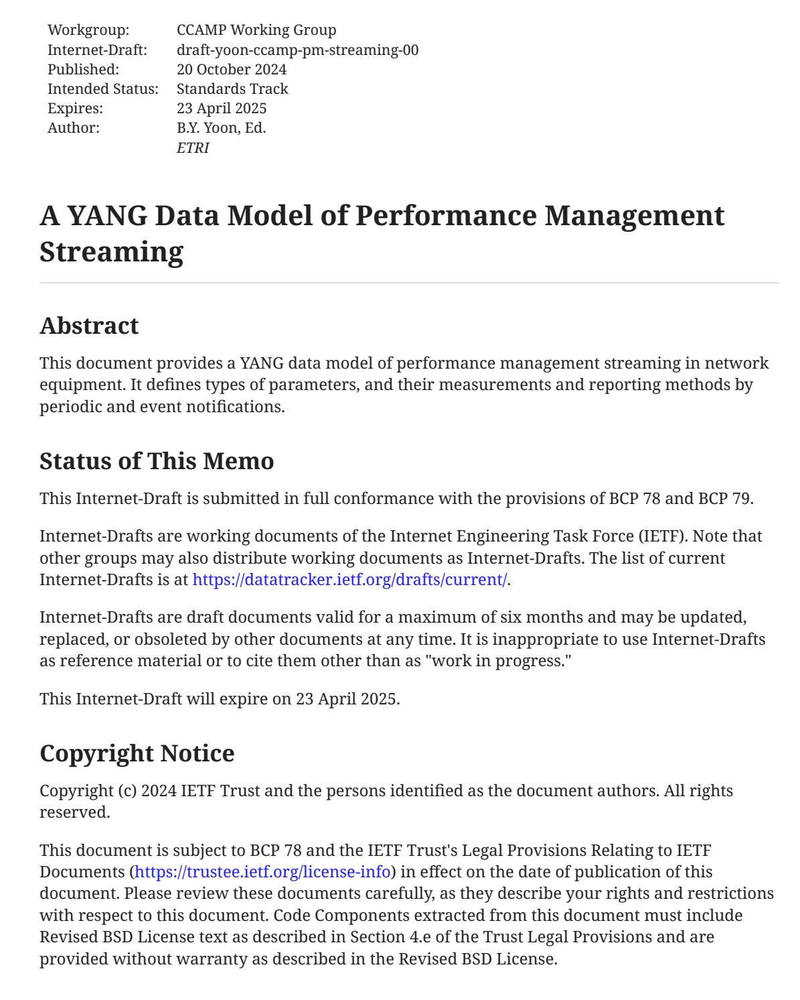 Workgroup: CCAMP Working Group
Internet-Draft: draft-yoon-ccamp-pm-streaming-00
Published: 20 October 2024
Intended Status: Standards Track
Expires: 23 April 2025
Author: B.Y. Yoon, Ed.
ETRI
A YANG Data Model of Performance Management
Streaming
Abstract
This document provides a YANG data model of performance management streaming in network
equipment. It defines types of parameters, and their measurements and reporting methods by
periodic and event notifications.
Status of This Memo
This Internet-Draft is submitted in full conformance with the provisions of BCP 78 and BCP 79.
Internet-Drafts are working documents of the Internet Engineering Task Force (IETF). Note that
other groups may also distribute working documents as Internet-Drafts. The list of current
Internet-Drafts is at https://datatracker.ietf.org/drafts/current/.
Internet-Drafts are draft documents valid for a maximum of six months and may be updated,
replaced, or obsoleted by other documents at any time. It is inappropriate to use Internet-Drafts
as reference material or to cite them other than as "work in progress."
This Internet-Draft will expire on 23 April 2025.
Copyright Notice
Copyright (c) 2024 IETF Trust and the persons identified as the document authors. All rights
reserved.
This document is subject to BCP 78 and the IETF Trust's Legal Provisions Relating to IETF
Documents (https://trustee.ietf.org/license-info) in effect on the date of publication of this
document. Please review these documents carefully, as they describe your rights and restrictions
with respect to this document. Code Components extracted from this document must include
Revised BSD License text as described in Section 4.e of the Trust Legal Provisions and are
provided without warranty as described in the Revised BSD License.